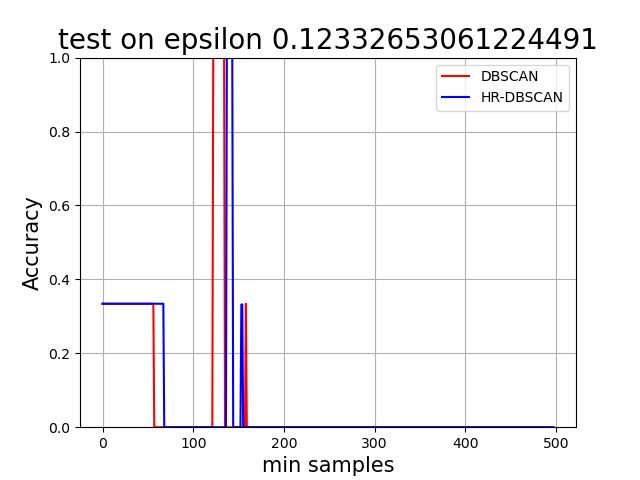 test on epsilon 0.12332653061224491
1.0
0.8
0.6
0.4
0.2
0.0
Accuracy
DBSCAN
HR-DBSCAN
0 100 200 300 400 500
min samples